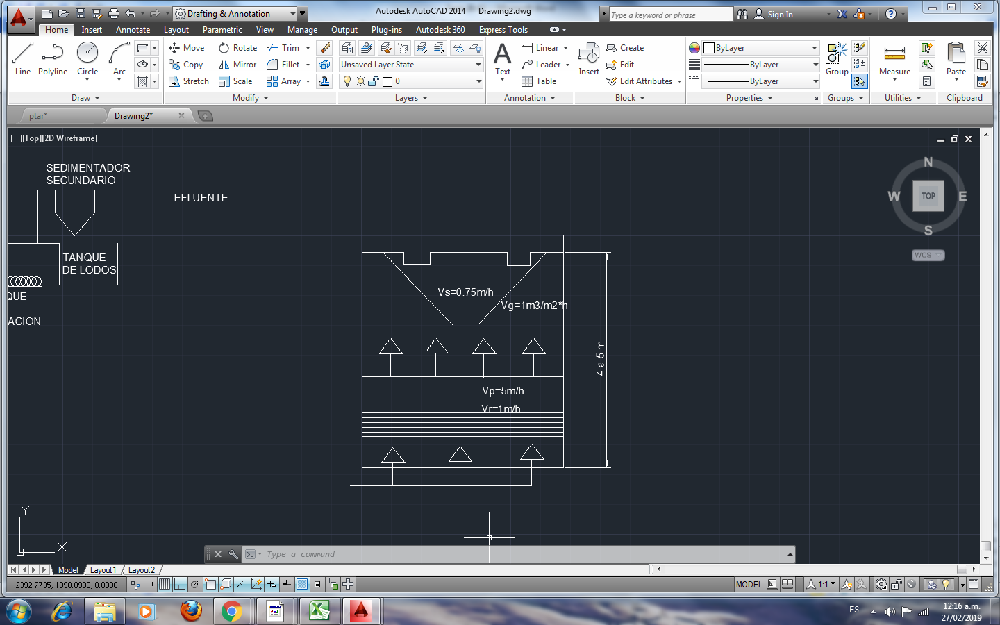 Drafting & Annotation
Autodesk AutoCAD 2014 Drawing2.dwg
Type a keyword or phrase
Sign In
Home Insert Annotate Layout Parametric View Manage Output Plug-ins Autodesk 360 Express Tools
Line Polyline Circle Arc
Move Rotate Trim
Copy Mirror Fillet
Stretch Scale Array
Unsaved Layer State
0
Text
Linear
Leader
Table
Insert
Create
Edit
Edit Attributes
ByLayer
ByLayer
ByLayer
Group
Measure
Paste
Draw Modify Layers Annotation Block Properties Groups Utilities Clipboard
ptar* Drawing2*
[−][Top][2D Wireframe]
SEDIMENTADOR
SECUNDARIO
EFLUENTE
TANQUE
DE LODOS
QUE
ACION
Vs=0.75m/h
Vg=1m3/m2*h
4 a 5 m
Vp=5m/h
Vr=1m/h
N
W TOP E
S
WCS
Y
X
Type a command
Model Layout1 Layout2
2392.7735, 1398.8998, 0.0000
MODEL
1:1
ES
12:16 a.m.
27/02/2019